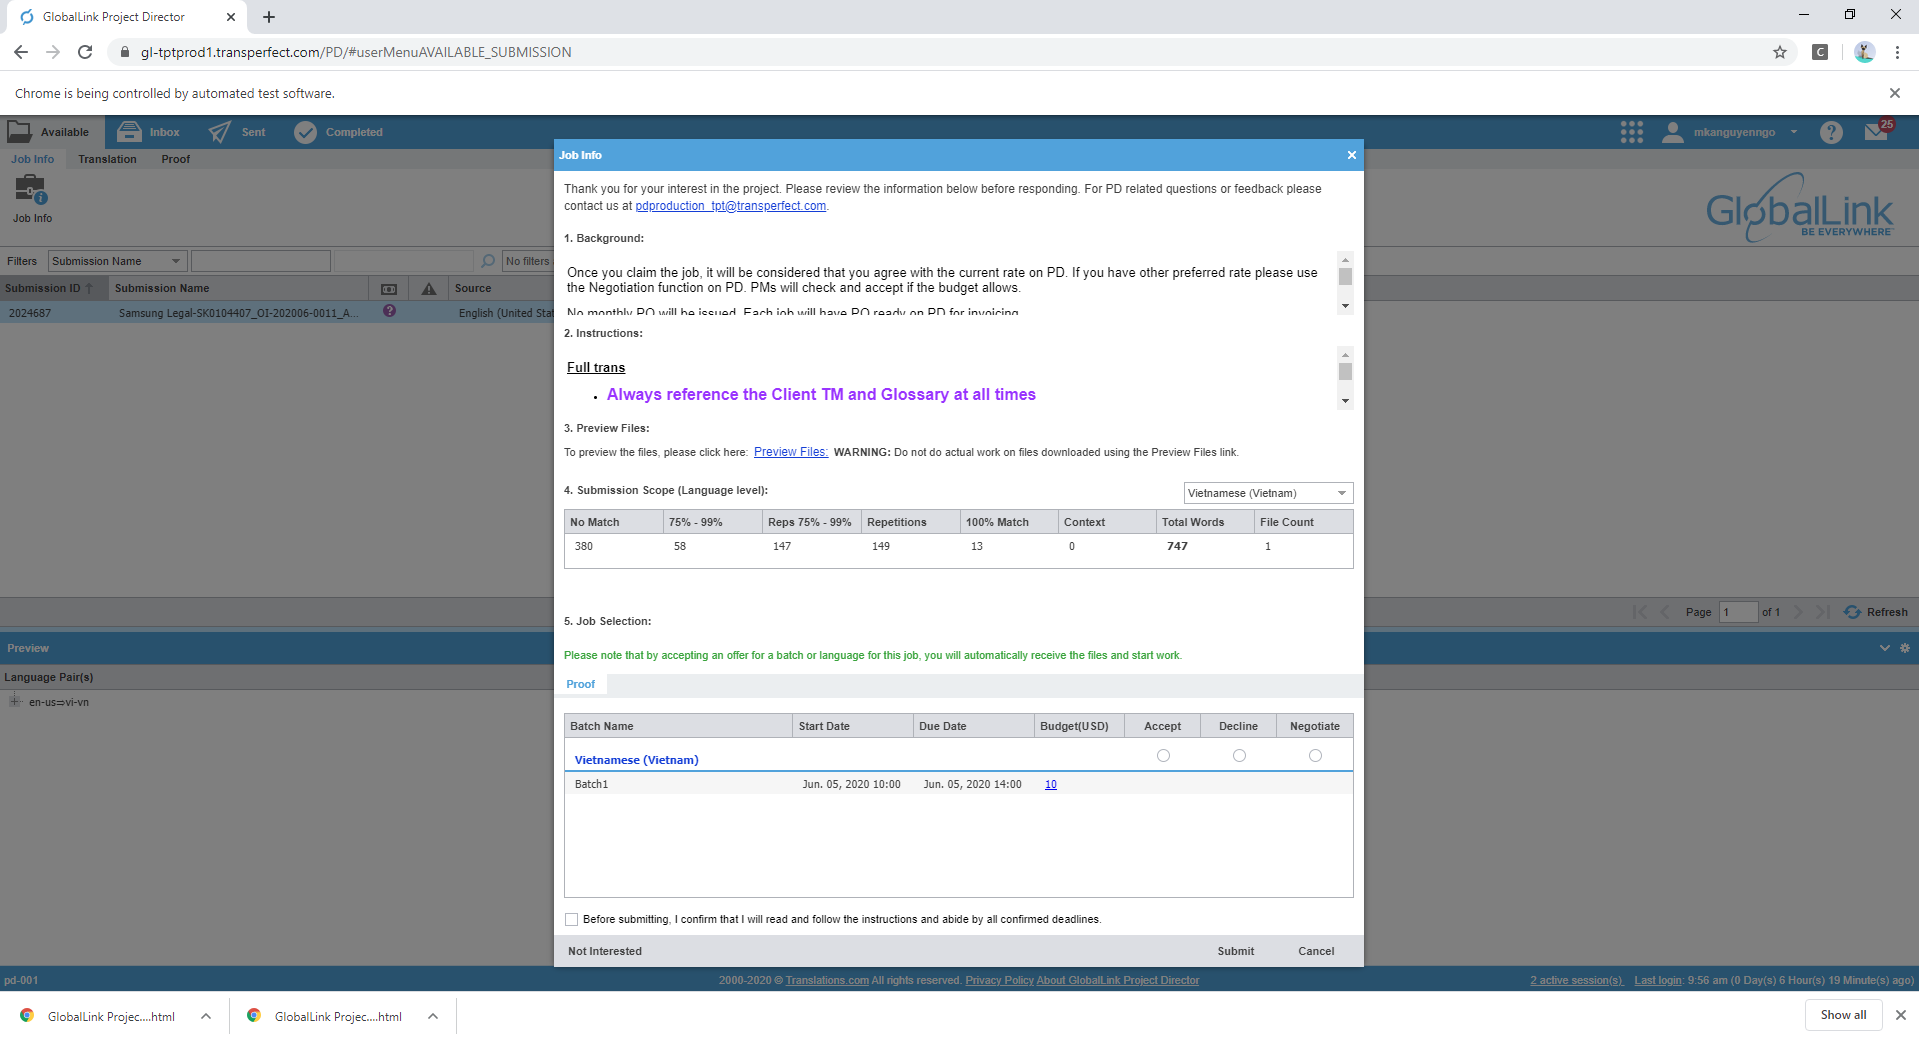 GlobalLink Project Director
gl-tptprod1.transperfect.com/PD/#userMenuAVAILABLE_SUBMISSION
C
Chrome is being controlled by automated test software.
Available
Inbox
Sent
Completed
mkanguyenngo
25
Job Info
Translation
Proof
Job Info
GlobalLink
BE EVERYWHERE
Filters
Submission Name
No filters
Submission ID
Submission Name
Source
2024687
Samsung Legal-SK0104407_OI-202006-0011_A...
English (United Stat
Job Info
Thank you for your interest in the project. Please review the information below before responding. For PD related questions or feedback please
contact us at pdproduction_tpt@transperfect.com.
1. Background:
Once you claim the job, it will be considered that you agree with the current rate on PD. If you have other preferred rate please use
the Negotiation function on PD. PMs will check and accept if the budget allows.
No monthly PO will be issued. Each job will have PO ready on PD for invoicing
2. Instructions:
Full trans
• Always reference the Client TM and Glossary at all times
3. Preview Files:
To preview the files, please click here: Preview Files: WARNING: Do not do actual work on files downloaded using the Preview Files link.
4. Submission Scope (Language level):
Vietnamese (Vietnam)
No Match 75% - 99% Reps 75% - 99% Repetitions 100% Match Context Total Words File Count
380 58 147 149 13 0 747 1
5. Job Selection:
Please note that by accepting an offer for a batch or language for this job, you will automatically receive the files and start work.
Proof
Batch Name Start Date Due Date Budget(USD) Accept Decline Negotiate
Vietnamese (Vietnam)
Batch1 Jun. 05, 2020 10:00 Jun. 05, 2020 14:00 10
Before submitting, I confirm that I will read and follow the instructions and abide by all confirmed deadlines.
Not Interested
Submit
Cancel
Page 1 of 1
Refresh
Preview
Language Pair(s)
en-us=vi-vn
pd-001
2000-2020 © Translations.com All rights reserved. Privacy Policy About GlobalLink Project Director
2 active session(s) Last login: 9:56 am (0 Day(s) 6 Hour(s) 19 Minute(s) ago)
GlobalLink Projec....html
GlobalLink Projec....html
Show all